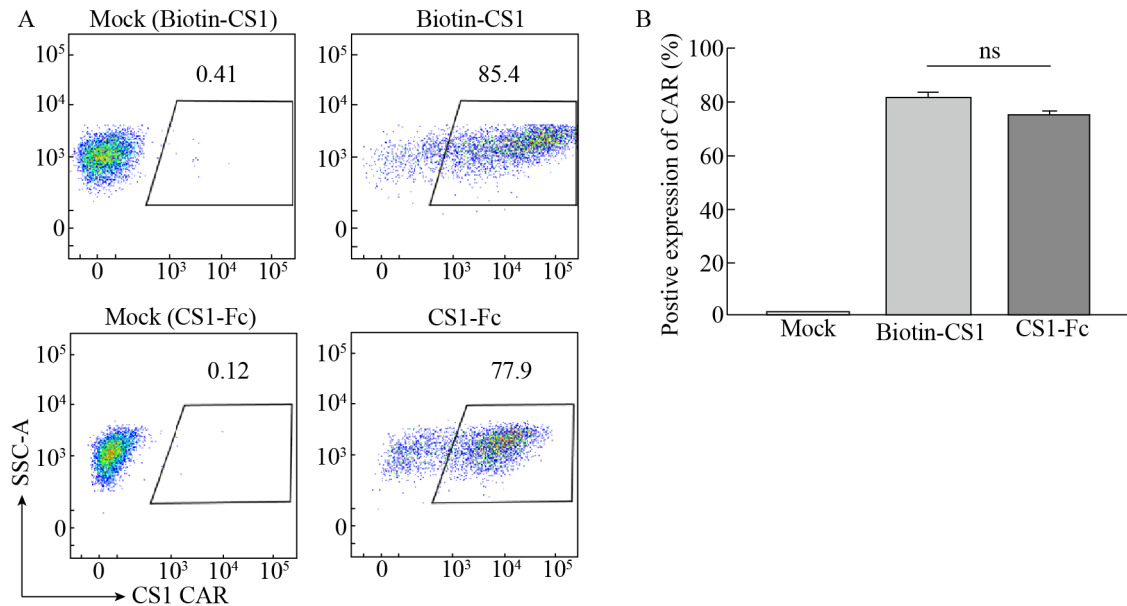 A
Mock (Biotin-CS1)
Biotin-CS1
10⁵
10⁴
10³
0
0.41
0 10³ 10⁴ 10⁵
85.4
10⁵
10⁴
10³
0
0 10³ 10⁴ 10⁵
Mock (CS1-Fc)
CS1-Fc
10⁵
10⁴
10³
0
0.12
0 10³ 10⁴ 10⁵
77.9
10⁵
10⁴
10³
0
0 10³ 10⁴ 10⁵
SSC-A
CS1 CAR
B
Postive expression of CAR (%)
100
80
60
40
20
0
ns
Mock Biotin-CS1 CS1-Fc